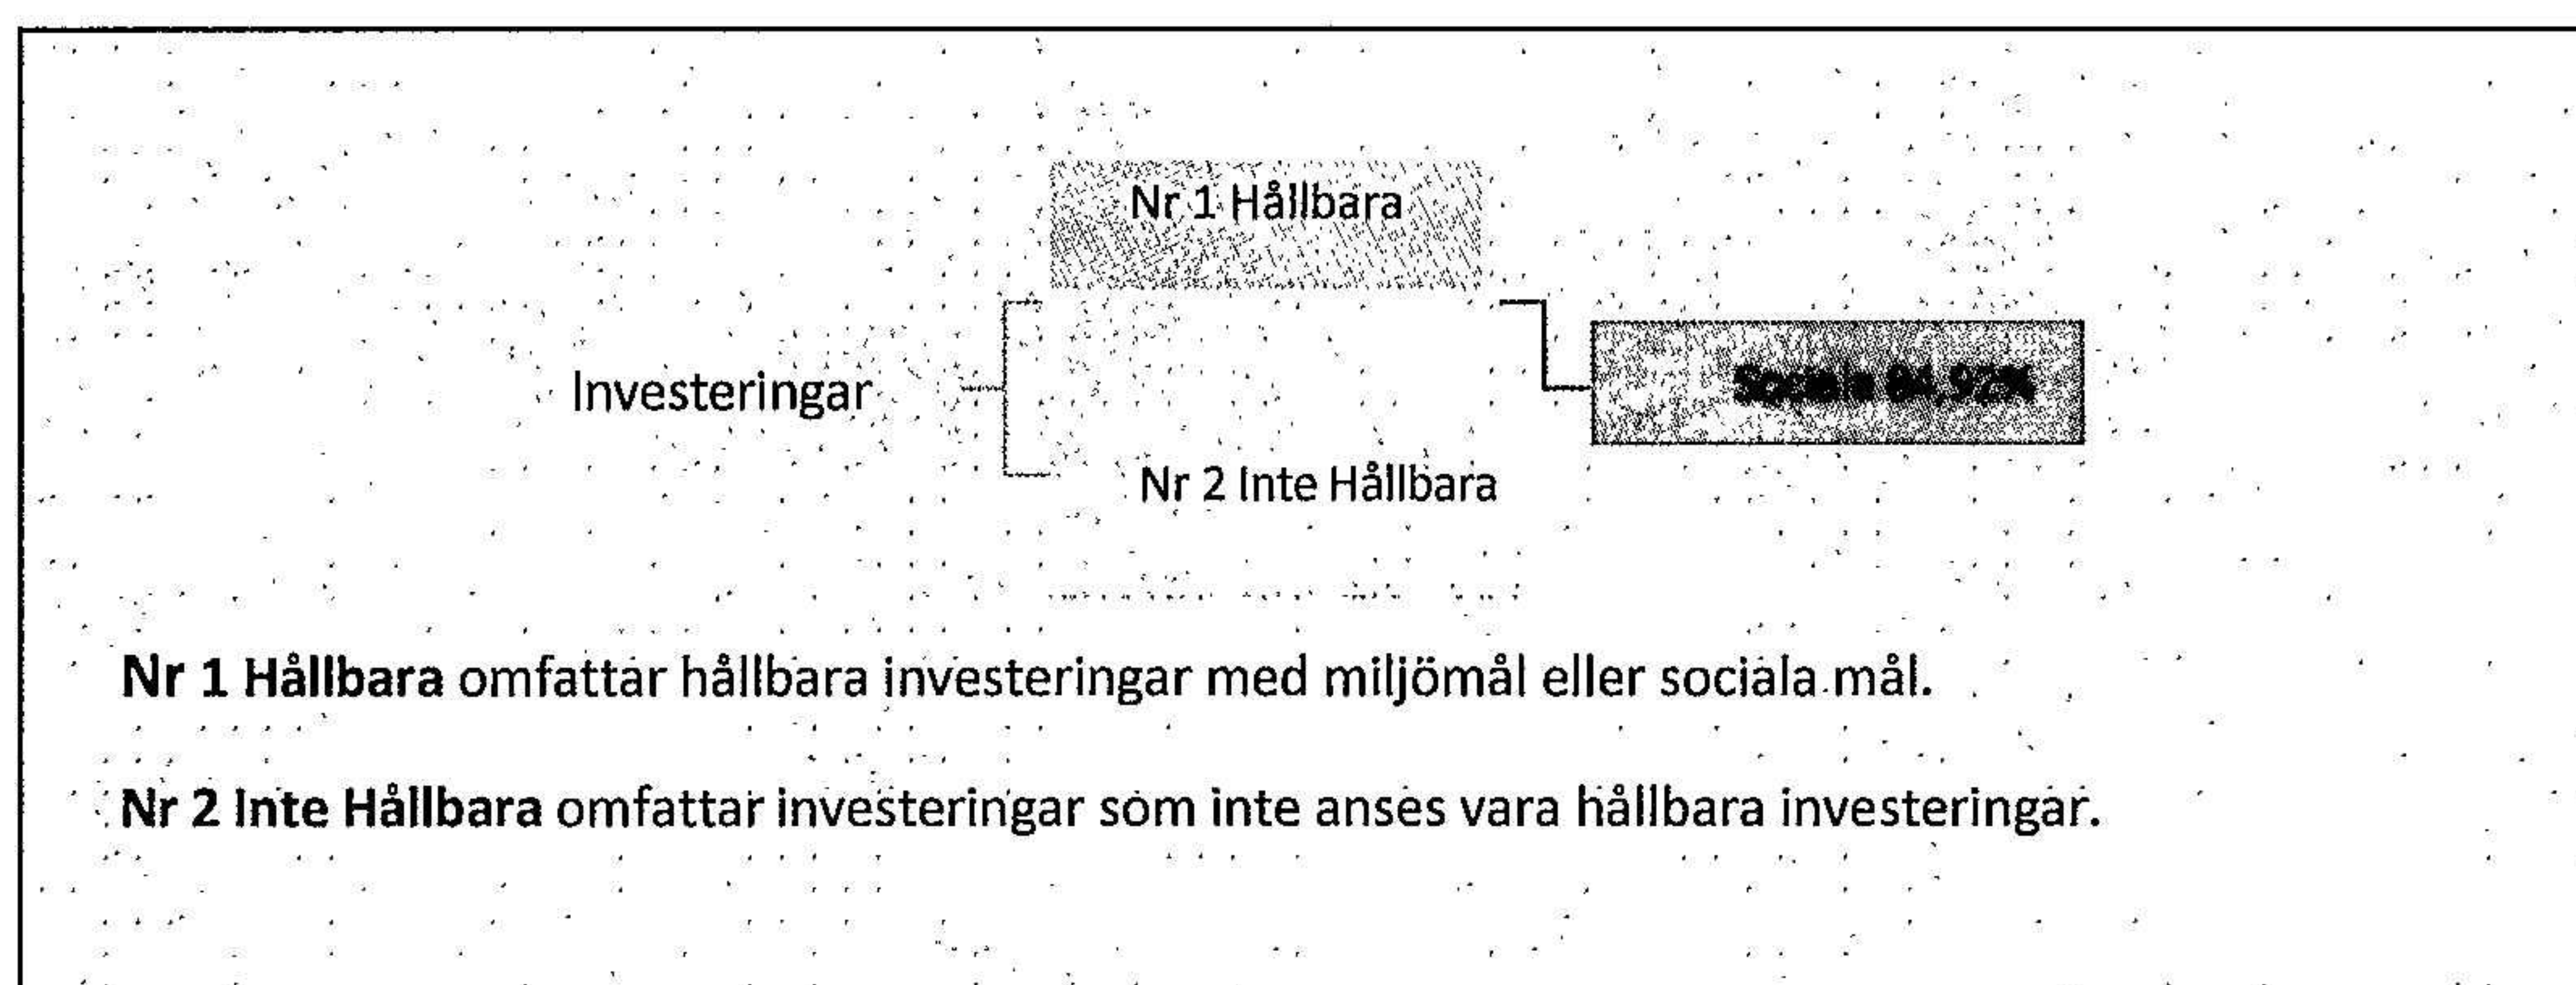 Nr 1 Hållbara
Investeringar
Sociala
Nr 2 Inte Hållbara
Nr 1 Hållbara omfattar hållbara investeringar med miljömål eller sociala mål.
Nr 2 Inte Hållbara omfattar investeringar som inte anses vara hållbara investeringar.